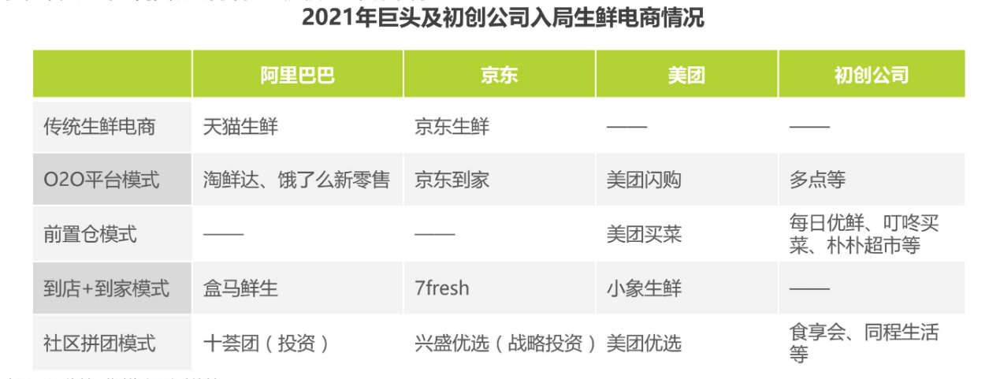 2021年巨头及初创公司入局生鲜电商情况
阿里巴巴 京东 美团 初创公司
传统生鲜电商 天猫生鲜 京东生鲜 —— ——
O2O平台模式 淘鲜达、饿了么新零售 京东到家 美团闪购 多点等
前置仓模式 —— —— 美团买菜 每日优鲜、叮咚买
菜、朴朴超市等
到店+到家模式 盒马鲜生 7fresh 小象生鲜 ——
社区拼团模式 十荟团（投资） 兴盛优选（战略投资） 美团优选 食享会、同程生活
等